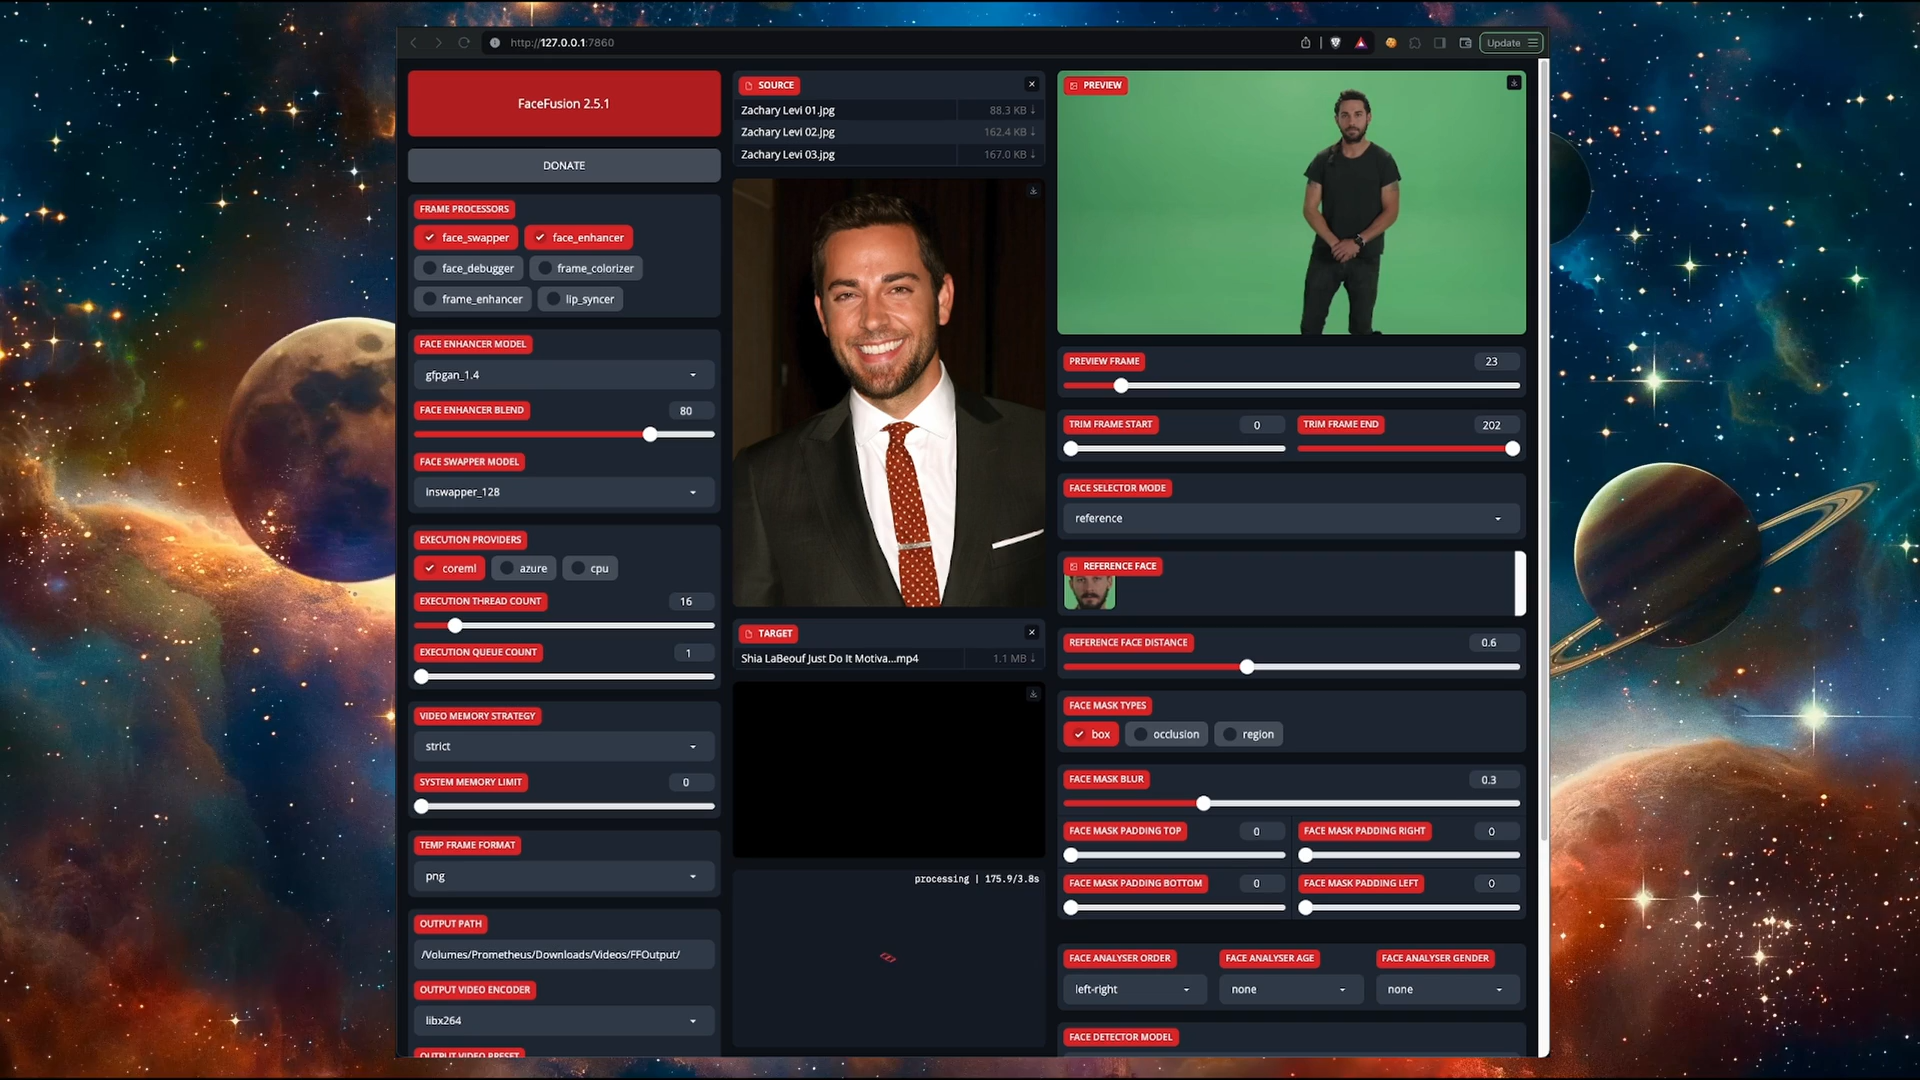 http://127.0.0.1:7860
Update
FaceFusion 2.5.1
DONATE
FRAME PROCESSORS
face_swapper
face_enhancer
face_debugger
frame_colorizer
frame_enhancer
lip_syncer
FACE ENHANCER MODEL
gfpgan_1.4
FACE ENHANCER BLEND
80
FACE SWAPPER MODEL
inswapper_128
EXECUTION PROVIDERS
coreml
azure
cpu
EXECUTION THREAD COUNT
16
EXECUTION QUEUE COUNT
1
VIDEO MEMORY STRATEGY
strict
SYSTEM MEMORY LIMIT
0
TEMP FRAME FORMAT
png
OUTPUT PATH
/Volumes/Prometheus/Downloads/Videos/FFOutput/
OUTPUT VIDEO ENCODER
libx264
OUTPUT VIDEO PRESET
SOURCE
Zachary Levi 01.jpg 88.3 KB ↓
Zachary Levi 02.jpg 162.4 KB ↓
Zachary Levi 03.jpg 167.0 KB ↓
TARGET
Shia LaBeouf Just Do It Motiva...mp4 1.1 MB ↓
processing | 175.9/3.8s
PREVIEW
PREVIEW FRAME
23
TRIM FRAME START
0
TRIM FRAME END
202
FACE SELECTOR MODE
reference
REFERENCE FACE
REFERENCE FACE DISTANCE
0.6
FACE MASK TYPES
box
occlusion
region
FACE MASK BLUR
0.3
FACE MASK PADDING TOP
0
FACE MASK PADDING RIGHT
0
FACE MASK PADDING BOTTOM
0
FACE MASK PADDING LEFT
0
FACE ANALYSER ORDER
left-right
FACE ANALYSER AGE
none
FACE ANALYSER GENDER
none
FACE DETECTOR MODEL